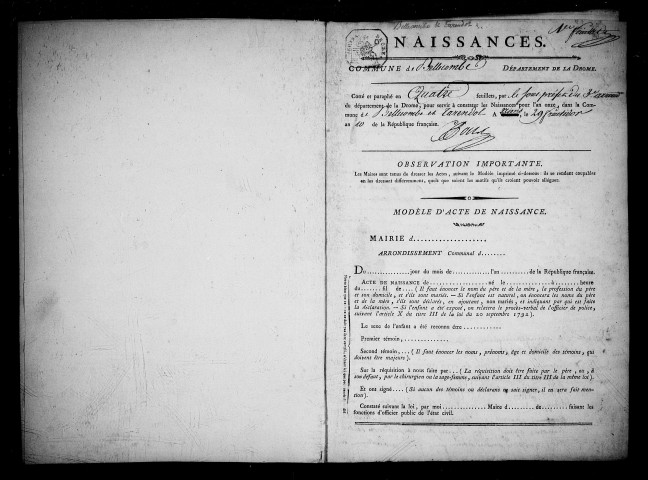 Bellecombe et Tarendol
NAISSANCES.
COMMUNE de Bellecombe DÉPARTEMENT DE LA DROME.
Coté et paraphé en Quatre feuillets, par le sous préfet du
du département de la Drome, pour servir à constater les Naissances pour l'an onze, dans la Com-
mune de Bellecombe et Tarendol A , le 29 fructidor
an 10 de la République française.
OBSERVATION IMPORTANTE.
Les Maires sont tenus de dresser les Actes, suivant le Modèle imprimé ci-dessous: ils se rendent coupables
en les dressant différemment, quels que soient les motifs qu'ils croient pouvoir alléguer.
MODÈLE D'ACTE DE NAISSANCE.
MAIRIE d....................
ARRONDISSEMENT Communal d........
Du............jour du mois de............l'an.........de la République française.
ACTE DE NAISSANCE de.................né le.............à.........heure
du......fil de.... (Il faut énoncer le nom du père et de la mère, la profession du père
et son domicile, et s'ils sont mariés. — Si l'enfant est naturel, on énoncera les noms du père
et de la mère, s'ils sont déclarés, en ajoutant, non mariés, et indiquant par qui est faite
la déclaration. — Si l'enfant a été exposé, on relatera le procès-verbal de l'officier de police,
suivant l'article X du titre III de la loi du 20 septembre 1792).
Le sexe de l'enfant a été reconnu être............
Premier témoin,............
Second témoin,.... (Il faut énoncer les noms, prénoms, âge et domicile des témoins, qui
doivent être majeurs).
Sur la réquisition à nous faite par.... (La réquisition doit être faite par le père, ou, à
son défaut, par le chirurgien ou la sage-femme, suivant l'article III du titre III de la même loi).
Et ont signé.... (Si aucun des témoins ou déclarans ne sait signer, il en sera fait men-
tion).
Constaté suivant la loi, par moi........Maire d........de........faisant les
fonctions d'officier public de l'état civil.